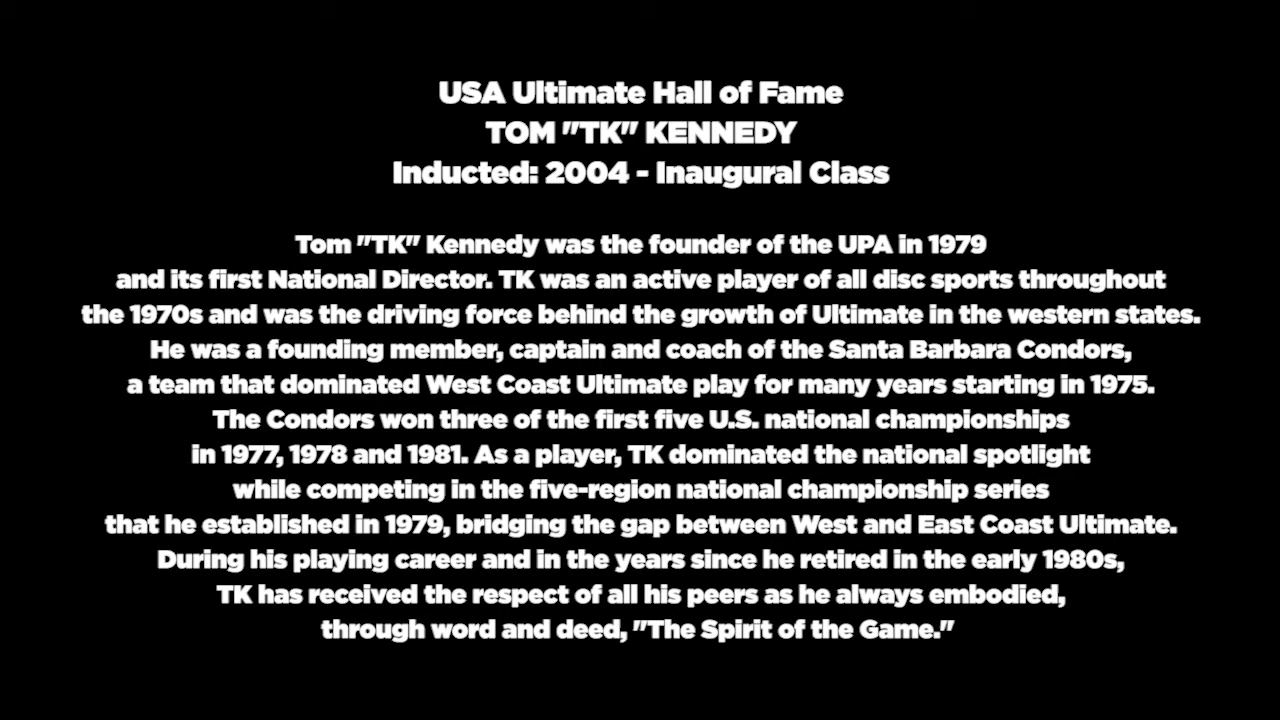 USA Ultimate Hall of Fame
TOM "TK" KENNEDY
Inducted: 2004 - Inaugural Class
Tom "TK" Kennedy was the founder of the UPA in 1979
and its first National Director. TK was an active player of all disc sports throughout
the 1970s and was the driving force behind the growth of Ultimate in the western states.
He was a founding member, captain and coach of the Santa Barbara Condors,
a team that dominated West Coast Ultimate play for many years starting in 1975.
The Condors won three of the first five U.S. national championships
in 1977, 1978 and 1981. As a player, TK dominated the national spotlight
while competing in the five-region national championship series
that he established in 1979, bridging the gap between West and East Coast Ultimate.
During his playing career and in the years since he retired in the early 1980s,
TK has received the respect of all his peers as he always embodied,
through word and deed, "The Spirit of the Game."